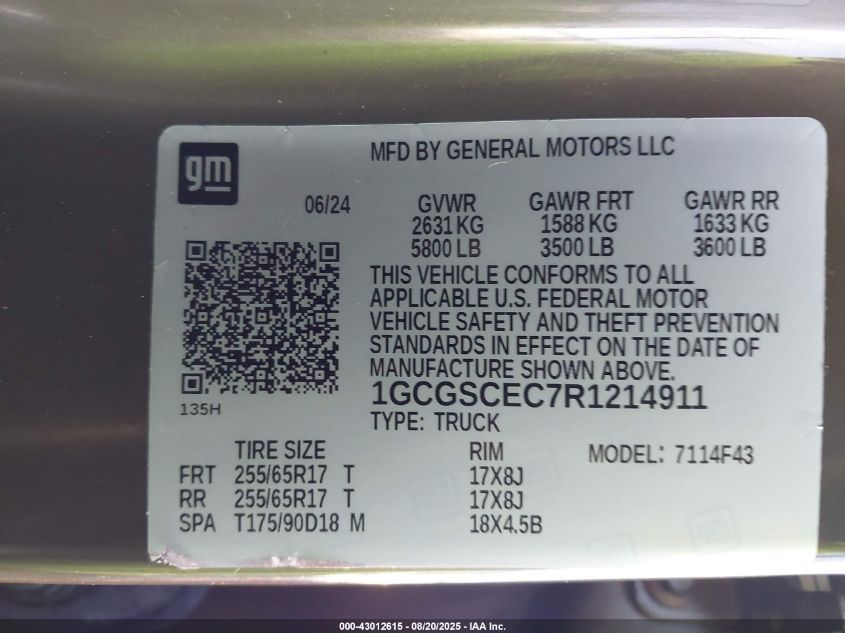 gm
MFD BY GENERAL MOTORS LLC
06/24
GVWR GAWR FRT GAWR RR
2631 KG 1588 KG 1633 KG
5800 LB 3500 LB 3600 LB
THIS VEHICLE CONFORMS TO ALL
APPLICABLE U.S. FEDERAL MOTOR
VEHICLE SAFETY AND THEFT PREVENTION
STANDARDS IN EFFECT ON THE DATE OF
MANUFACTURE SHOWN ABOVE.
1GCGSCEC7R1214911
135H
TYPE: TRUCK
TIRE SIZE RIM MODEL: 7114F43
FRT 255/65R17 T 17X8J
RR 255/65R17 T 17X8J
SPA T175/90D18 M 18X4.5B
000-43012615 - 08/20/2025 - IAA Inc.